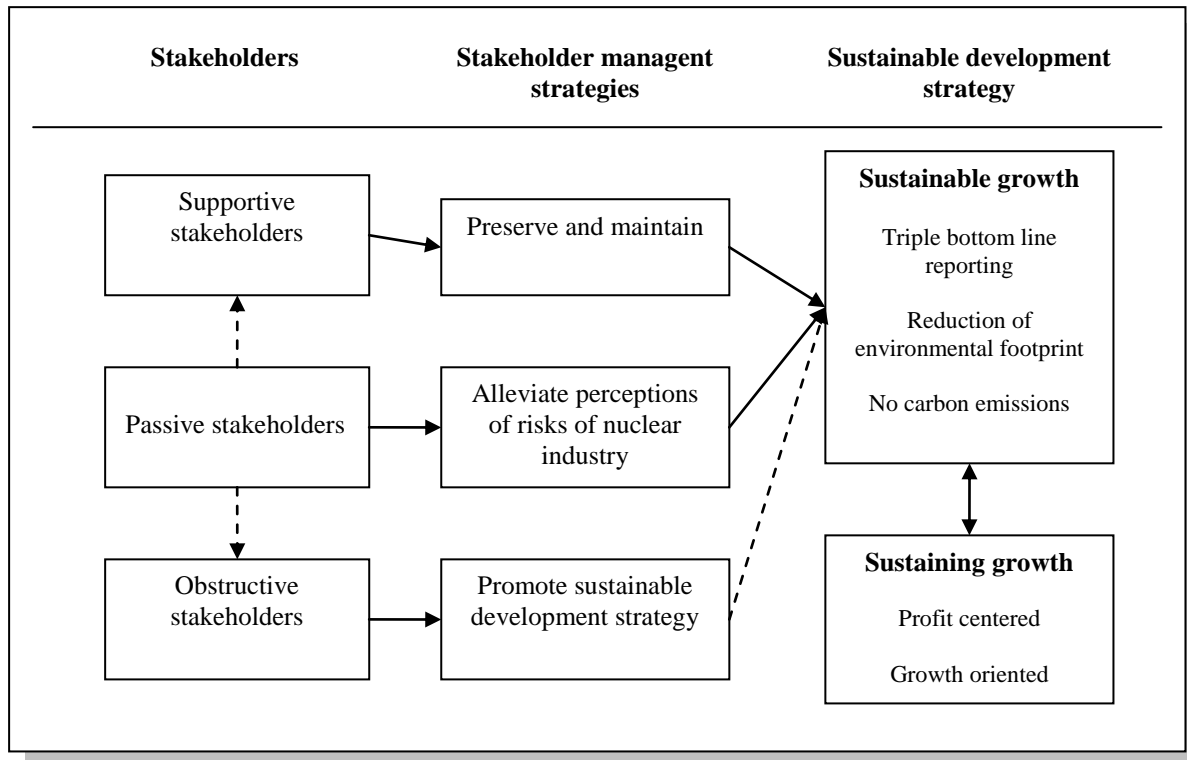 Stakeholders
Stakeholder managent
strategies
Sustainable development
strategy
Supportive
stakeholders
Preserve and maintain
Sustainable growth
Triple bottom line
reporting
Reduction of
environmental footprint
No carbon emissions
Passive stakeholders
Alleviate perceptions
of risks of nuclear
industry
Obstructive
stakeholders
Promote sustainable
development strategy
Sustaining growth
Profit centered
Growth oriented